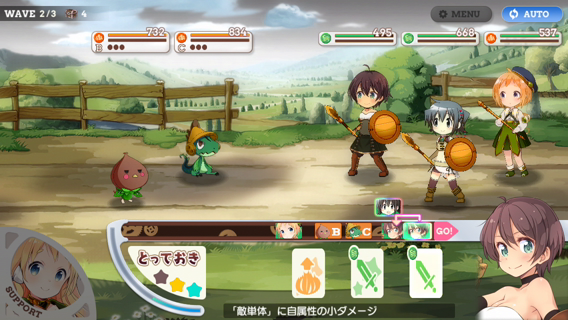 WAVE 2/3 4
MENU
AUTO
732
B
834
C
495
668
537
B C GO!
とっておき
SUPPORT
「敵単体」に自属性の小ダメージ